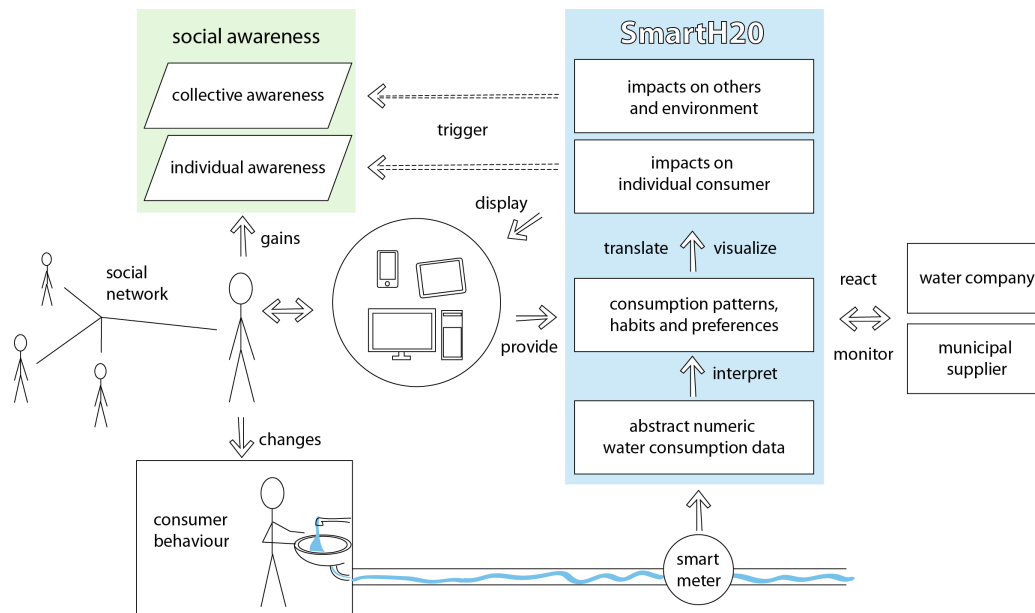 social awareness
collective awareness
individual awareness
SmartH20
impacts on others
and environment
impacts on
individual consumer
trigger
display
gains
translate
visualize
social
network
consumption patterns,
habits and preferences
provide
react
monitor
water company
municipal
supplier
interpret
abstract numeric
water consumption data
changes
consumer
behaviour
smart
meter